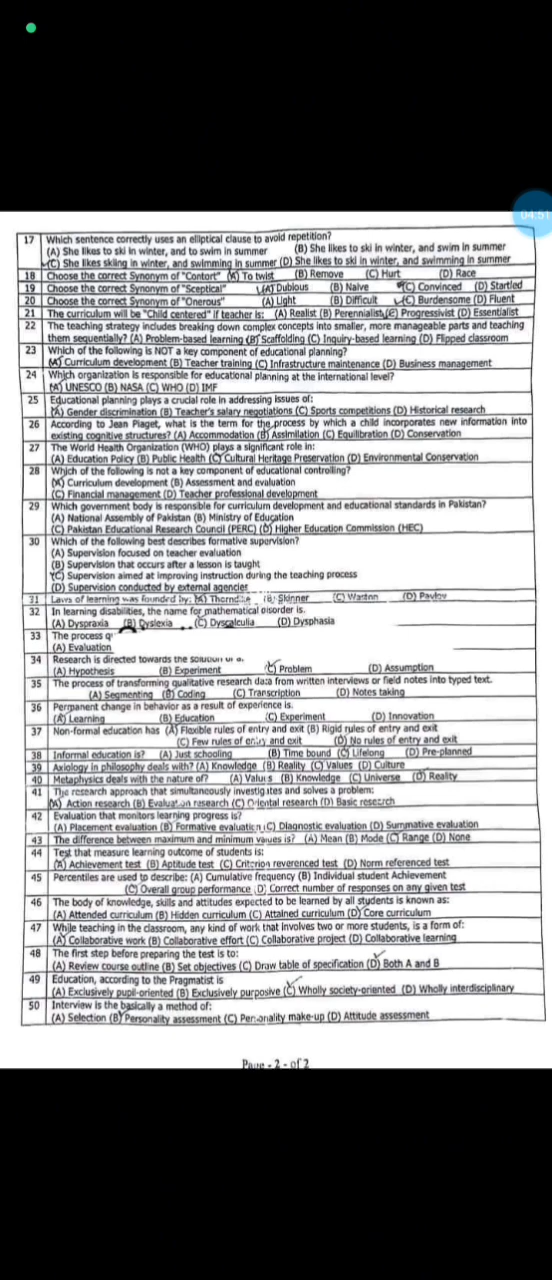 04:51
17 Which sentence correctly uses an elliptical clause to avoid repetition?
(A) She likes to ski in winter, and to swim in summer (B) She likes to ski in winter, and swim in summer
(C) She likes skiing in winter, and swimming in summer (D) She likes to ski in winter, and swimming in summer
18 Choose the correct Synonym of "Contort" (A) To twist (B) Remove (C) Hurt (D) Race
19 Choose the correct Synonym of "Sceptical" (A) Dubious (B) Naive (C) Convinced (D) Startled
20 Choose the correct Synonym of "Onerous" (A) Light (B) Difficult (C) Burdensome (D) Fluent
21 The curriculum will be "Child centered" if teacher is: (A) Realist (B) Perennialist (C) Progressivist (D) Essentialist
22 The teaching strategy includes breaking down complex concepts into smaller, more manageable parts and teaching
them sequentially? (A) Problem-based learning (B) Scaffolding (C) Inquiry-based learning (D) Flipped classroom
23 Which of the following is NOT a key component of educational planning?
(A) Curriculum development (B) Teacher training (C) Infrastructure maintenance (D) Business management
24 Which organization is responsible for educational planning at the international level?
(A) UNESCO (B) NASA (C) WHO (D) IMF
25 Educational planning plays a crucial role in addressing issues of:
(A) Gender discrimination (B) Teacher's salary negotiations (C) Sports competitions (D) Historical research
26 According to Jean Piaget, what is the term for the process by which a child incorporates new information into
existing cognitive structures? (A) Accommodation (B) Assimilation (C) Equilibration (D) Conservation
27 The World Health Organization (WHO) plays a significant role in:
(A) Education Policy (B) Public Health (C) Cultural Heritage Preservation (D) Environmental Conservation
28 Which of the following is not a key component of educational controlling?
(A) Curriculum development (B) Assessment and evaluation
(C) Financial management (D) Teacher professional development
29 Which government body is responsible for curriculum development and educational standards in Pakistan?
(A) National Assembly of Pakistan (B) Ministry of Education
(C) Pakistan Educational Research Council (PERC) (D) Higher Education Commission (HEC)
30 Which of the following best describes formative supervision?
(A) Supervision focused on teacher evaluation
(B) Supervision that occurs after a lesson is taught
(C) Supervision aimed at improving instruction during the teaching process
(D) Supervision conducted by external agencies
31 Laws of learning was founded by: (A) Thorndike (B) Skinner (C) Watson (D) Pavlov
32 In learning disabilities, the name for mathematical disorder is.
(A) Dyspraxia (B) Dyslexia (C) Dyscalculia (D) Dysphasia
33 The process
(A) Evaluation
34 Research is directed towards the solution of a.
(A) Hypothesis (B) Experiment (C) Problem (D) Assumption
35 The process of transforming qualitative research data from written interviews or field notes into typed text.
(A) Segmenting (B) Coding (C) Transcription (D) Notes taking
36 Permanent change in behavior as a result of experience is.
(A) Learning (B) Education (C) Experiment (D) Innovation
37 Non-formal education has (A) Flexible rules of entry and exit (B) Rigid rules of entry and exit
(C) Few rules of entry and exit (D) No rules of entry and exit
38 Informal education is? (A) Just schooling (B) Time bound (C) Lifelong (D) Pre-planned
39 Axiology in philosophy deals with? (A) Knowledge (B) Reality (C) Values (D) Culture
40 Metaphysics deals with the nature of? (A) Values (B) Knowledge (C) Universe (D) Reality
41 The research approach that simultaneously investigates and solves a problem:
(A) Action research (B) Evaluation research (C) Oriental research (D) Basic research
42 Evaluation that monitors learning progress is?
(A) Placement evaluation (B) Formative evaluation (C) Diagnostic evaluation (D) Summative evaluation
43 The difference between maximum and minimum values is? (A) Mean (B) Mode (C) Range (D) None
44 Test that measure learning outcome of students is:
(A) Achievement test (B) Aptitude test (C) Criterion reverenced test (D) Norm referenced test
45 Percentiles are used to describe: (A) Cumulative frequency (B) Individual student Achievement
(C) Overall group performance (D) Correct number of responses on any given test
46 The body of knowledge, skills and attitudes expected to be learned by all students is known as:
(A) Attended curriculum (B) Hidden curriculum (C) Attained curriculum (D) Core curriculum
47 While teaching in the classroom, any kind of work that involves two or more students, is a form of:
(A) Collaborative work (B) Collaborative effort (C) Collaborative project (D) Collaborative learning
48 The first step before preparing the test is to:
(A) Review course outline (B) Set objectives (C) Draw table of specification (D) Both A and B
49 Education, according to the Pragmatist is
(A) Exclusively pupil-oriented (B) Exclusively purposive (C) Wholly society-oriented (D) Wholly interdisciplinary
50 Interview is the basically a method of:
(A) Selection (B) Personality assessment (C) Personality make-up (D) Attitude assessment
Page - 2 - of 2